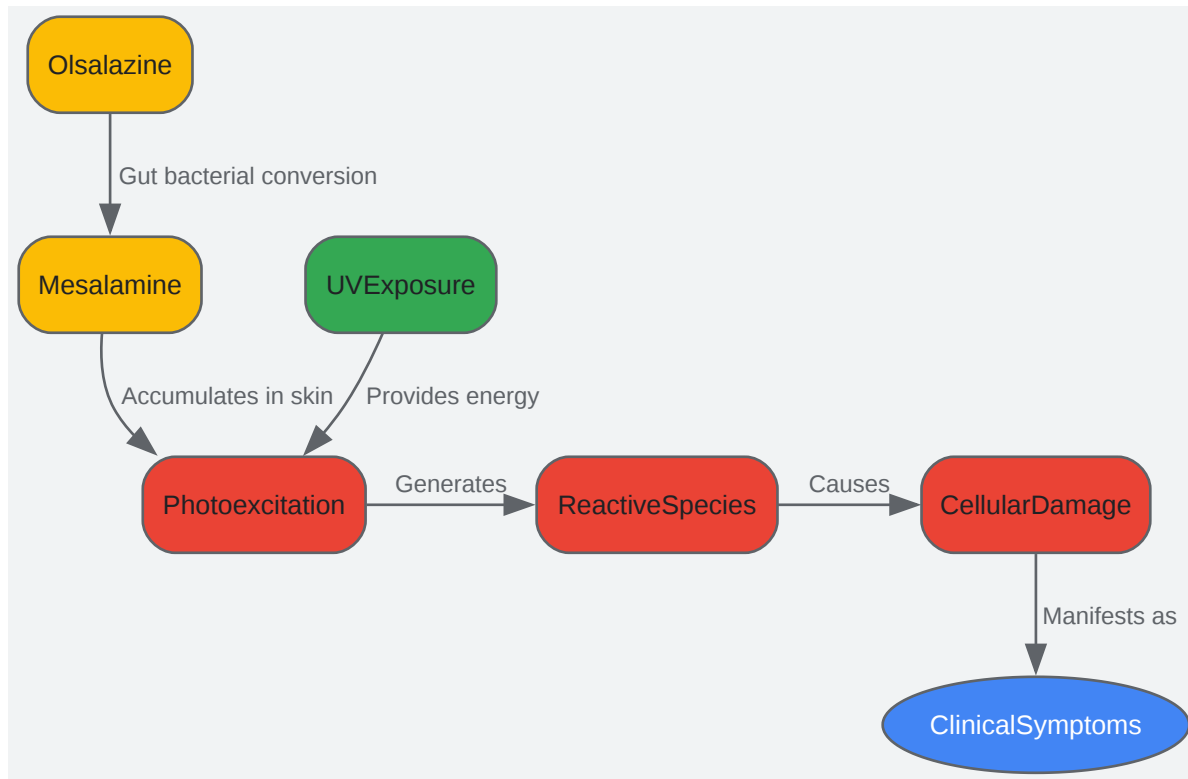 Olsalazine
Gut bacterial conversion
Mesalamine
UVExposure
Accumulates in skin
Provides energy
Photoexcitation
Generates
ReactiveSpecies
Causes
CellularDamage
Manifests as
ClinicalSymptoms